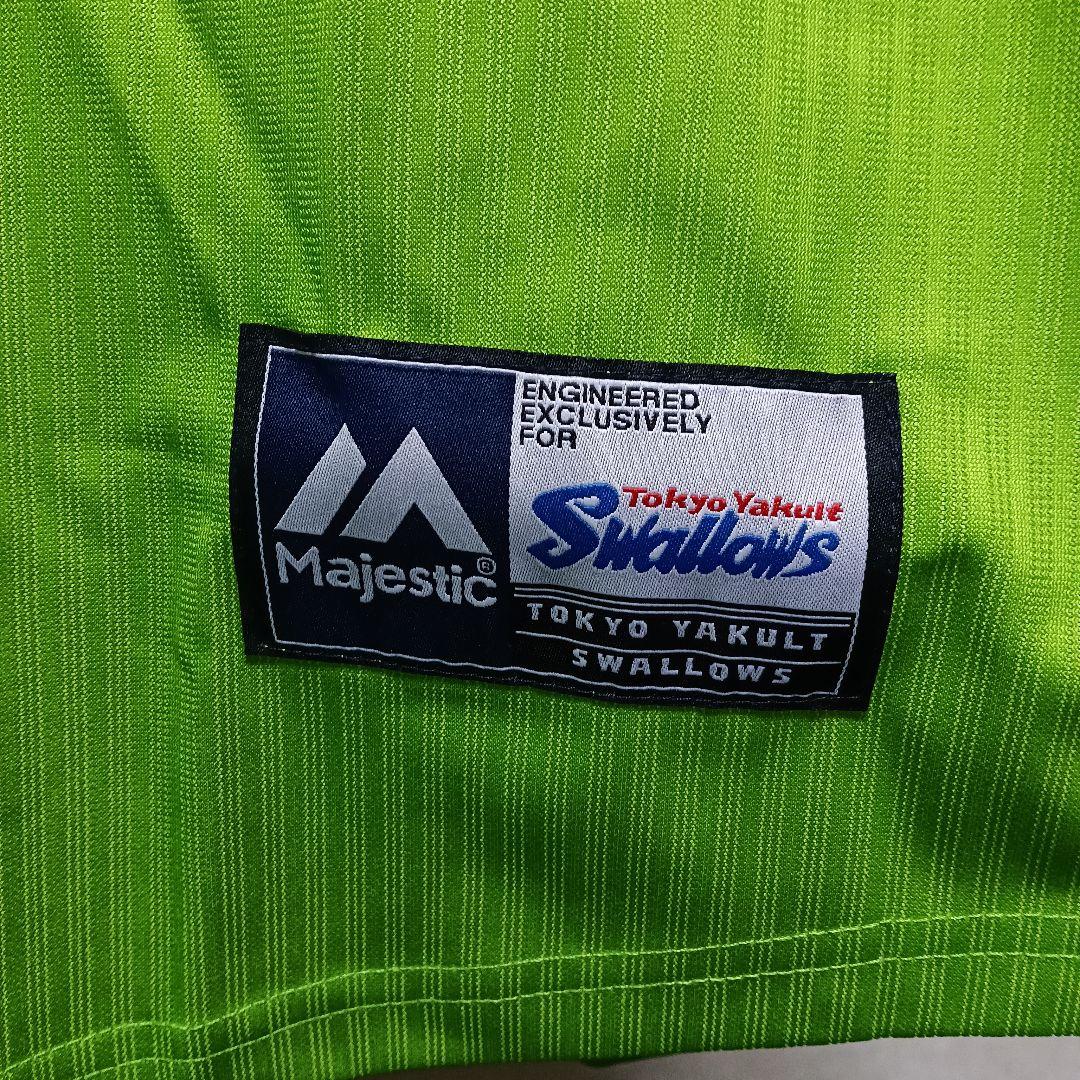 Majestic®
ENGINEERED
EXCLUSIVELY
FOR
Tokyo Yakult
Swallows
TOKYO YAKULT
SWALLOWS